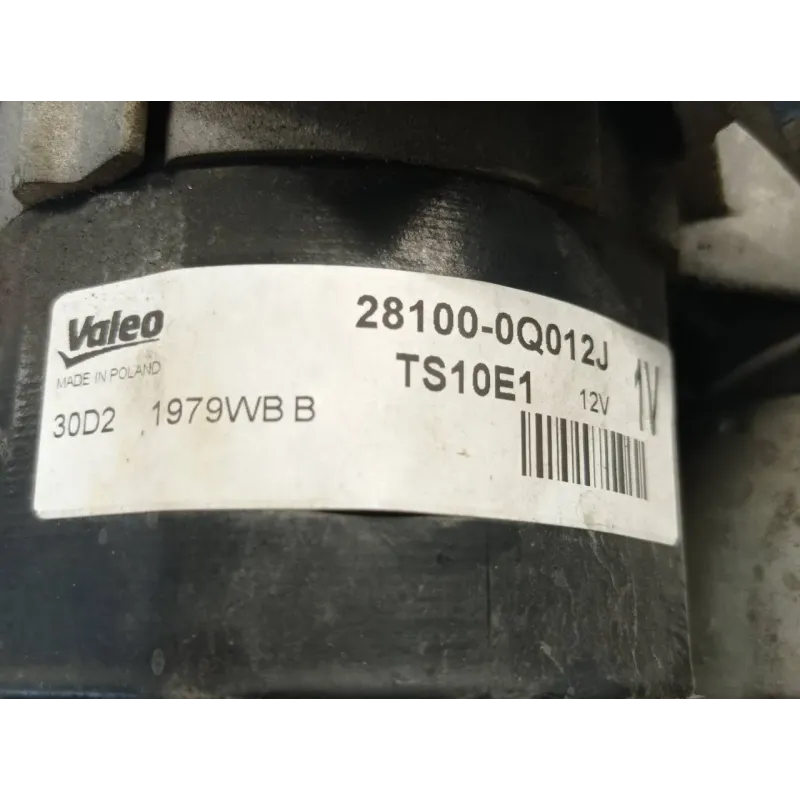 Valeo
MADE IN POLAND
28100-0Q012J
TS10E1 12V 1V
30D2 1979WB B